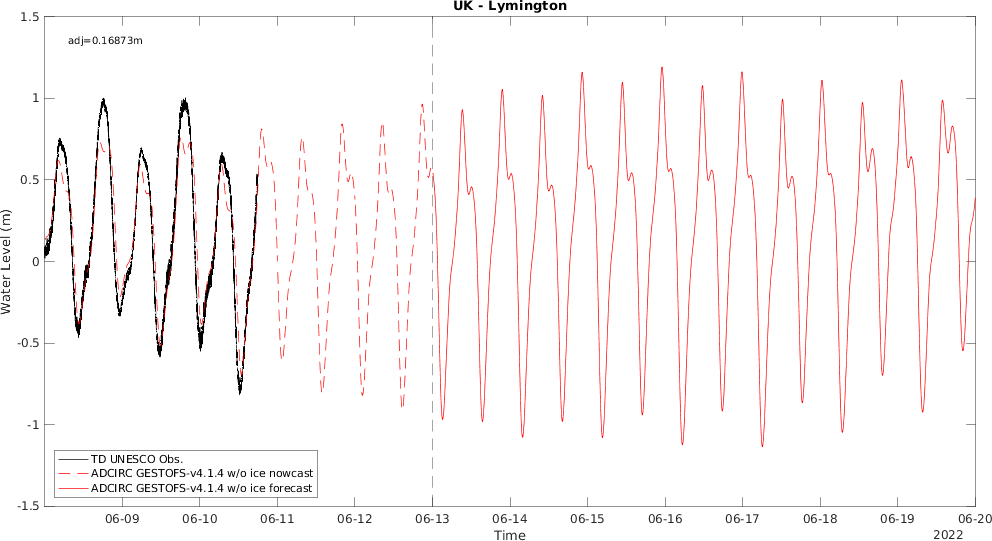 UK - Lymington
adj=0.16873m
1.5
1
0.5
0
-0.5
-1
-1.5
Water Level (m)
TD UNESCO Obs.
ADCIRC GESTOFS-v4.1.4 w/o ice nowcast
ADCIRC GESTOFS-v4.1.4 w/o ice forecast
06-09 06-10 06-11 06-12 06-13 06-14 06-15 06-16 06-17 06-18 06-19 06-20
Time
2022